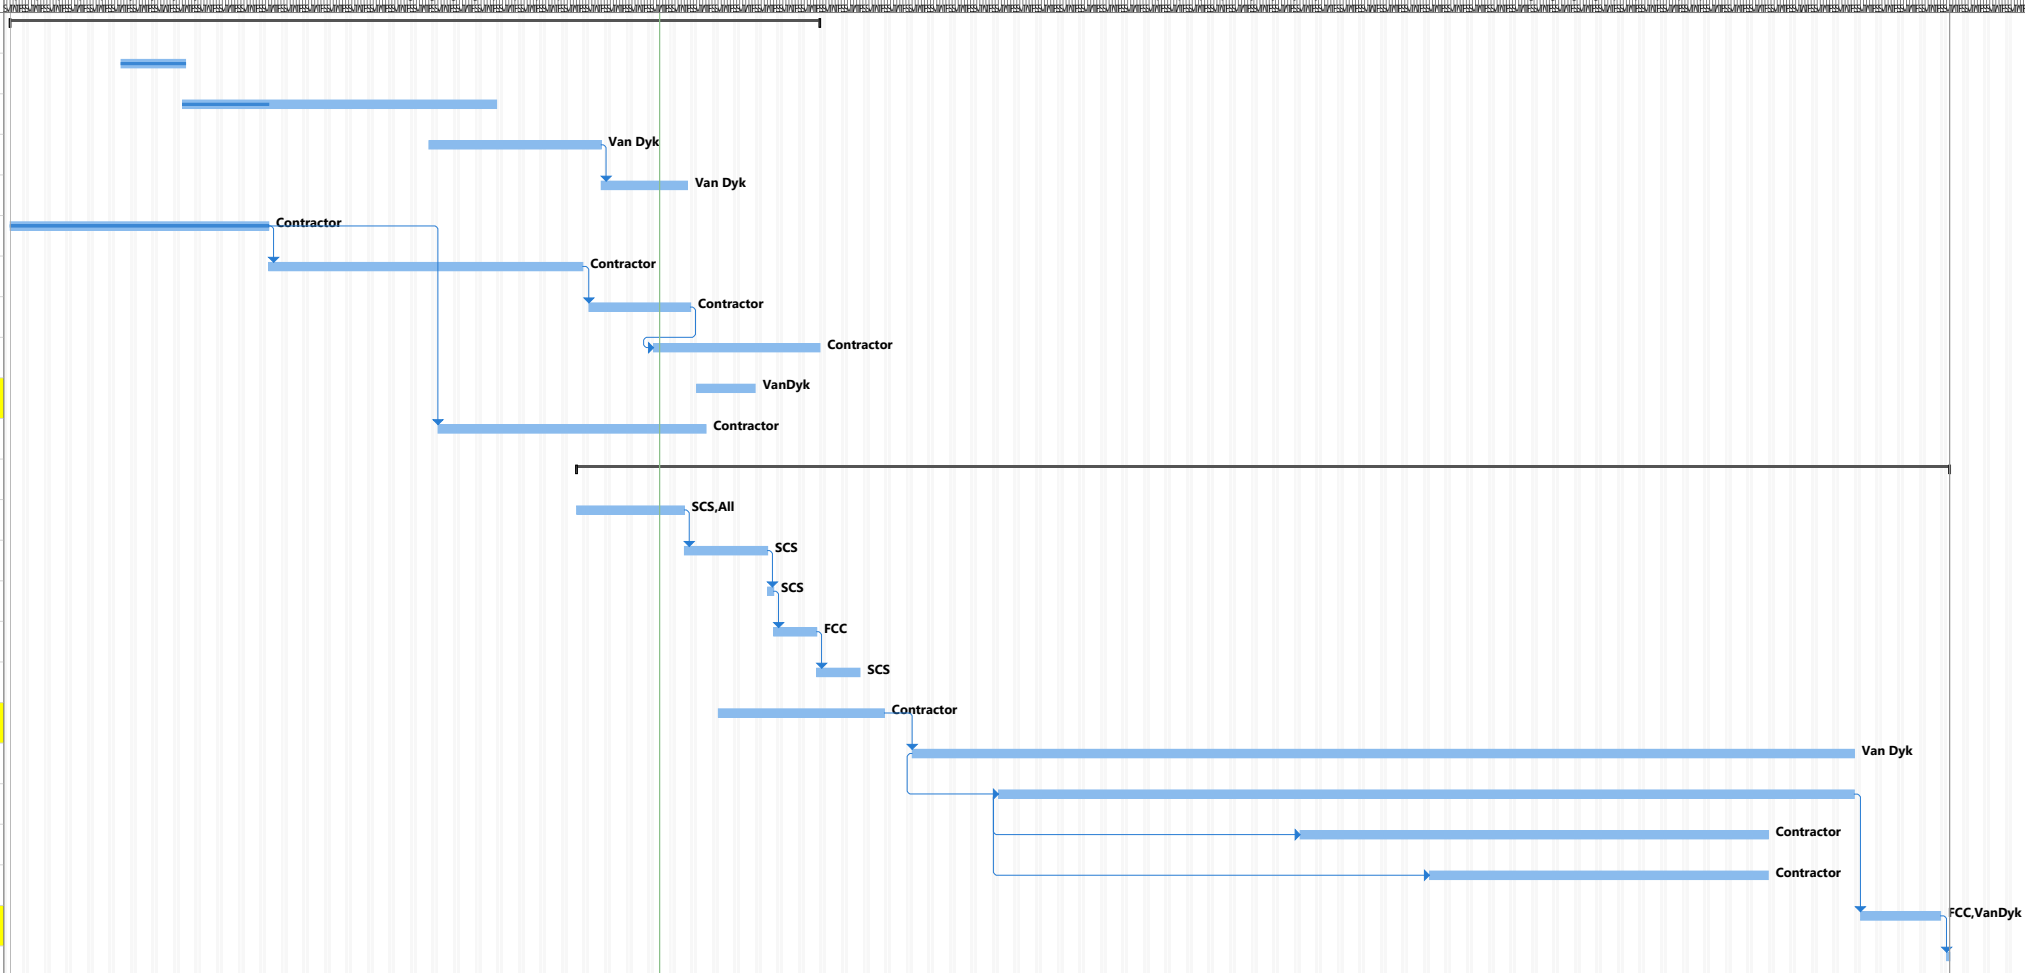 Van Dyk
Van Dyk
Contractor
Contractor
Contractor
Contractor
VanDyk
Contractor
SCS,All
SCS
SCS
FCC
SCS
Contractor
Van Dyk
Contractor
Contractor
FCC,VanDyk